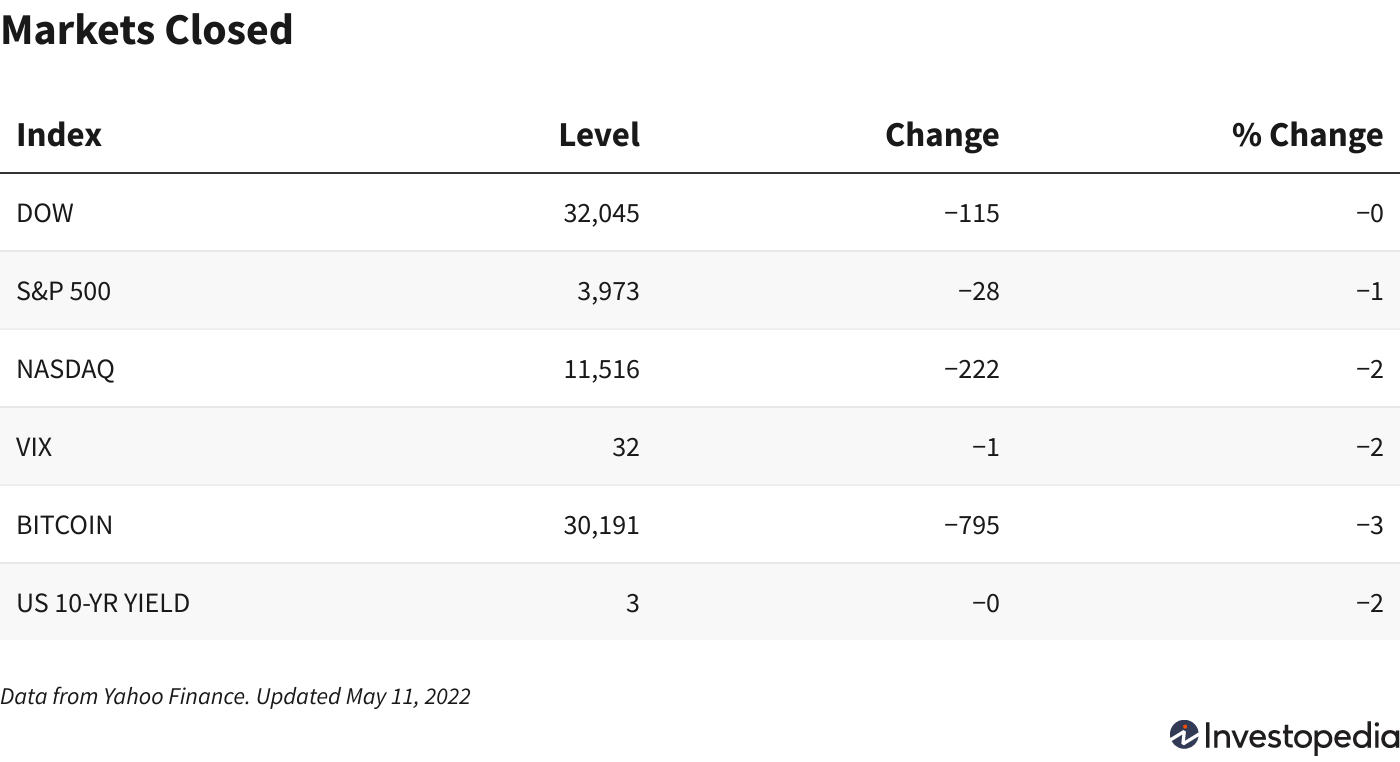 Markets Closed
Index Level Change % Change
DOW 32,045 −115 −0
S&P 500 3,973 −28 −1
NASDAQ 11,516 −222 −2
VIX 32 −1 −2
BITCOIN 30,191 −795 −3
US 10-YR YIELD 3 −0 −2
Data from Yahoo Finance. Updated May 11, 2022
Investopedia